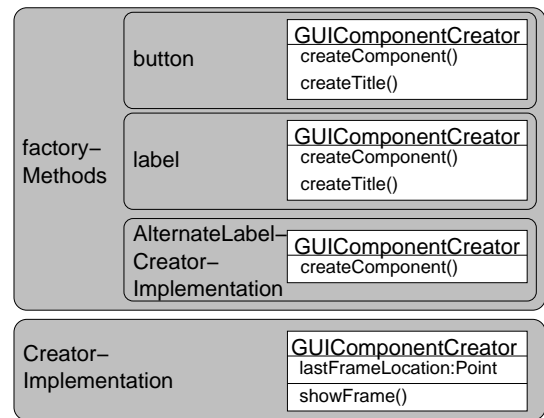 factory–
Methods
button
GUIComponentCreator
createComponent()
createTitle()
label
GUIComponentCreator
createComponent()
createTitle()
AlternateLabel–
Creator–
Implementation
GUIComponentCreator
createComponent()
Creator–
Implementation
GUIComponentCreator
lastFrameLocation:Point
showFrame()